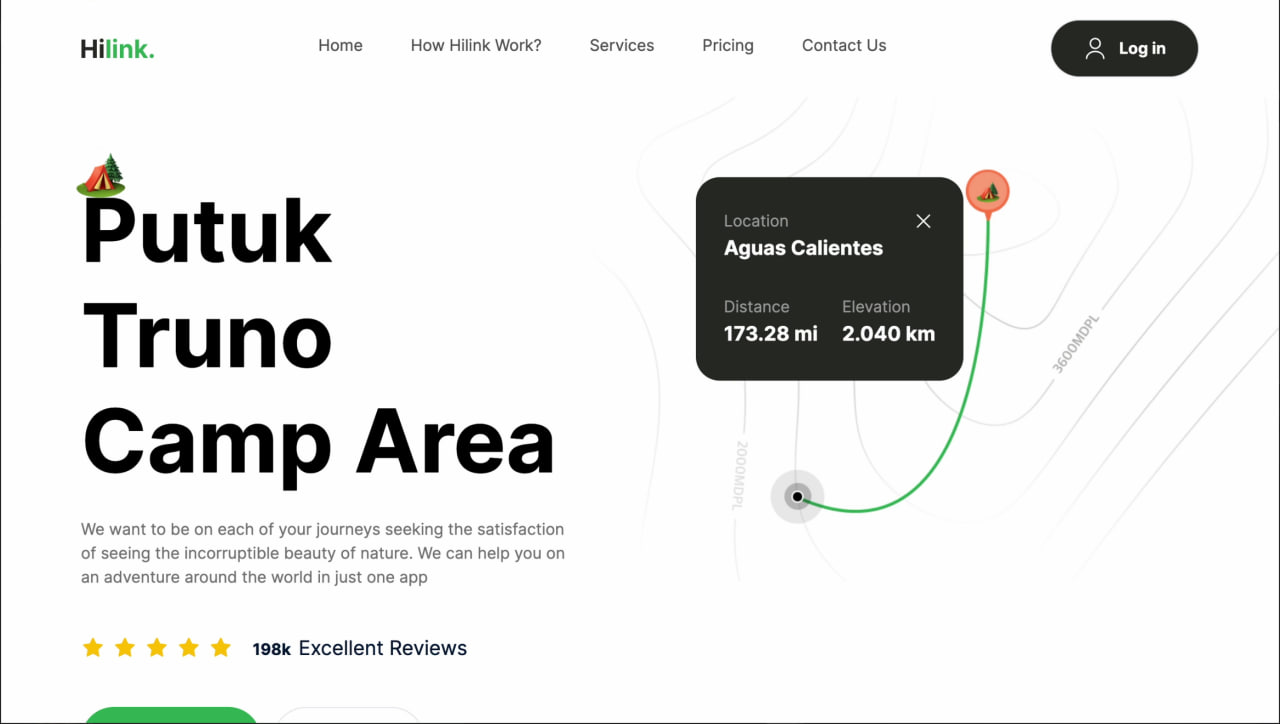 Hilink.
Home
How Hilink Work?
Services
Pricing
Contact Us
Log in
Putuk
Truno
Camp Area
We want to be on each of your journeys seeking the satisfaction
of seeing the incorruptible beauty of nature. We can help you on
an adventure around the world in just one app
198k Excellent Reviews
Location
Aguas Calientes
Distance
173.28 mi
Elevation
2.040 km
3600MDPL
2000MDPL